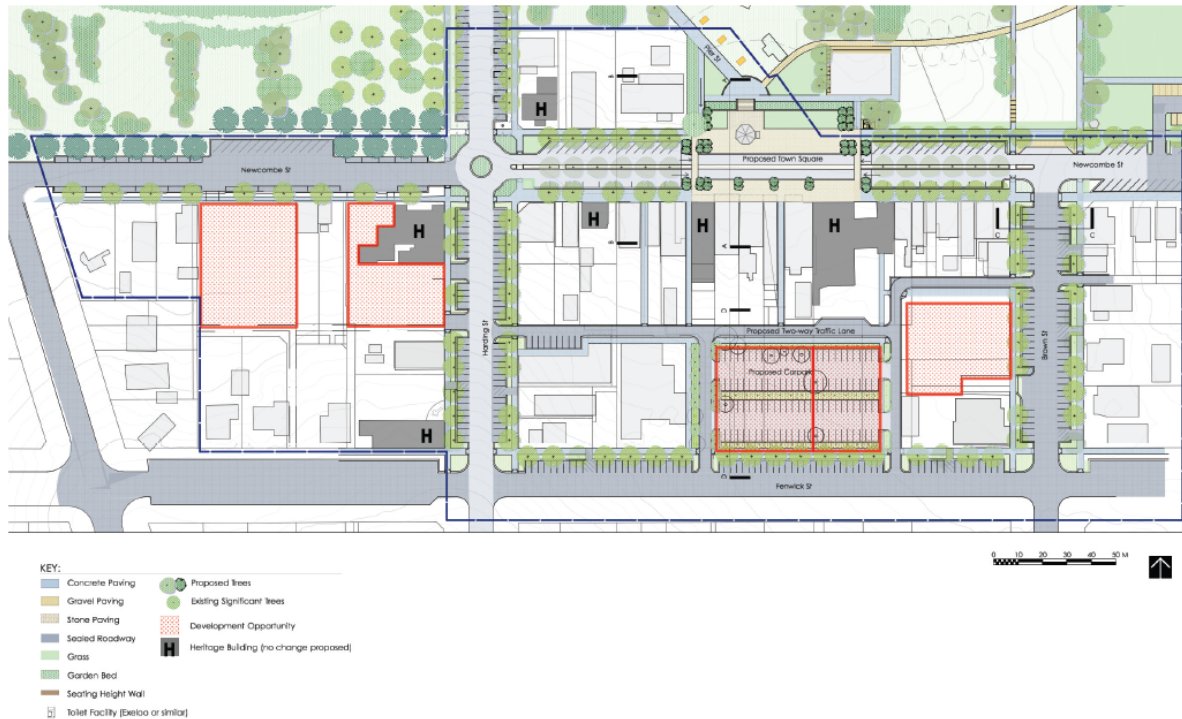 Pier St
B
A
H
Newcombe St
Proposed Town Square
Newcombe St
H
H
H
H
B
A
C
C
D
Proposed Two-way Traffic Lane
Harding St
Brown St
Proposed Carpark
H
D
Fenwick St
0 10 20 30 40 50 M
KEY:
Concrete Paving
Gravel Paving
Stone Paving
Sealed Roadway
Grass
Garden Bed
Seating Height Wall
Toilet Facility (Exeloo or similar)
Proposed Trees
Existing Significant Trees
Development Opportunity
H
Heritage Building (no change proposed)